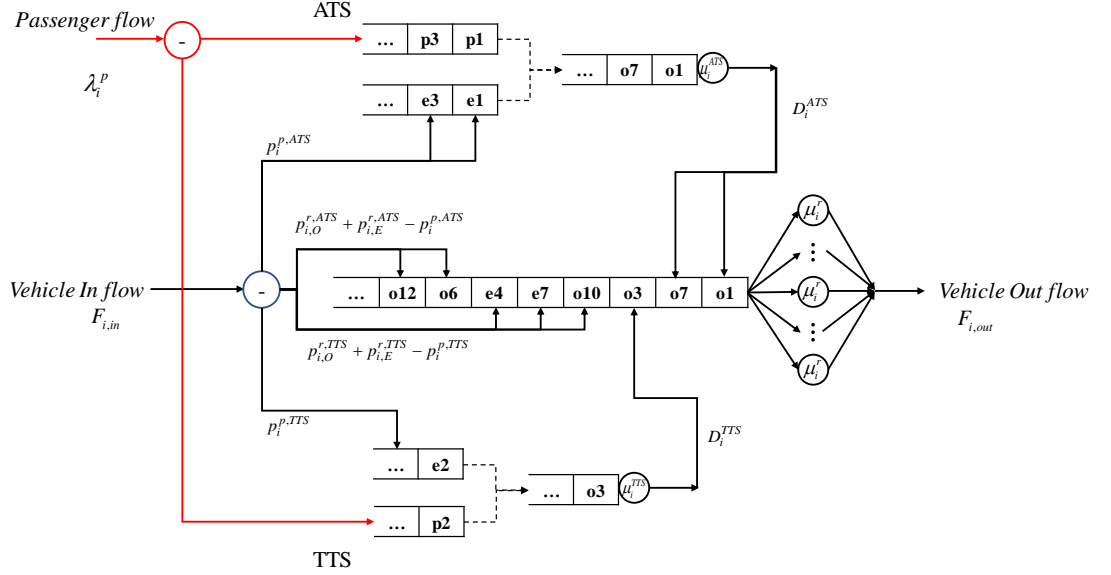 ATS
Passenger flow
-
λ_i^p
... p3 p1
... e3 e1
... o7 o1
μ_i^{ATS}
D_i^{ATS}
p_i^{p,ATS}
p_{i,O}^{r,ATS} + p_{i,E}^{r,ATS} − p_i^{p,ATS}
Vehicle In flow
F_{i,in}
-
... o12 o6 e4 e7 o10 o3 o7 o1
μ_i^r
⋮
μ_i^r
⋮
μ_i^r
Vehicle Out flow
F_{i,out}
p_{i,O}^{r,TTS} + p_{i,E}^{r,TTS} − p_i^{p,TTS}
p_i^{p,TTS}
D_i^{TTS}
... e2
... o3
μ_i^{TTS}
... p2
TTS